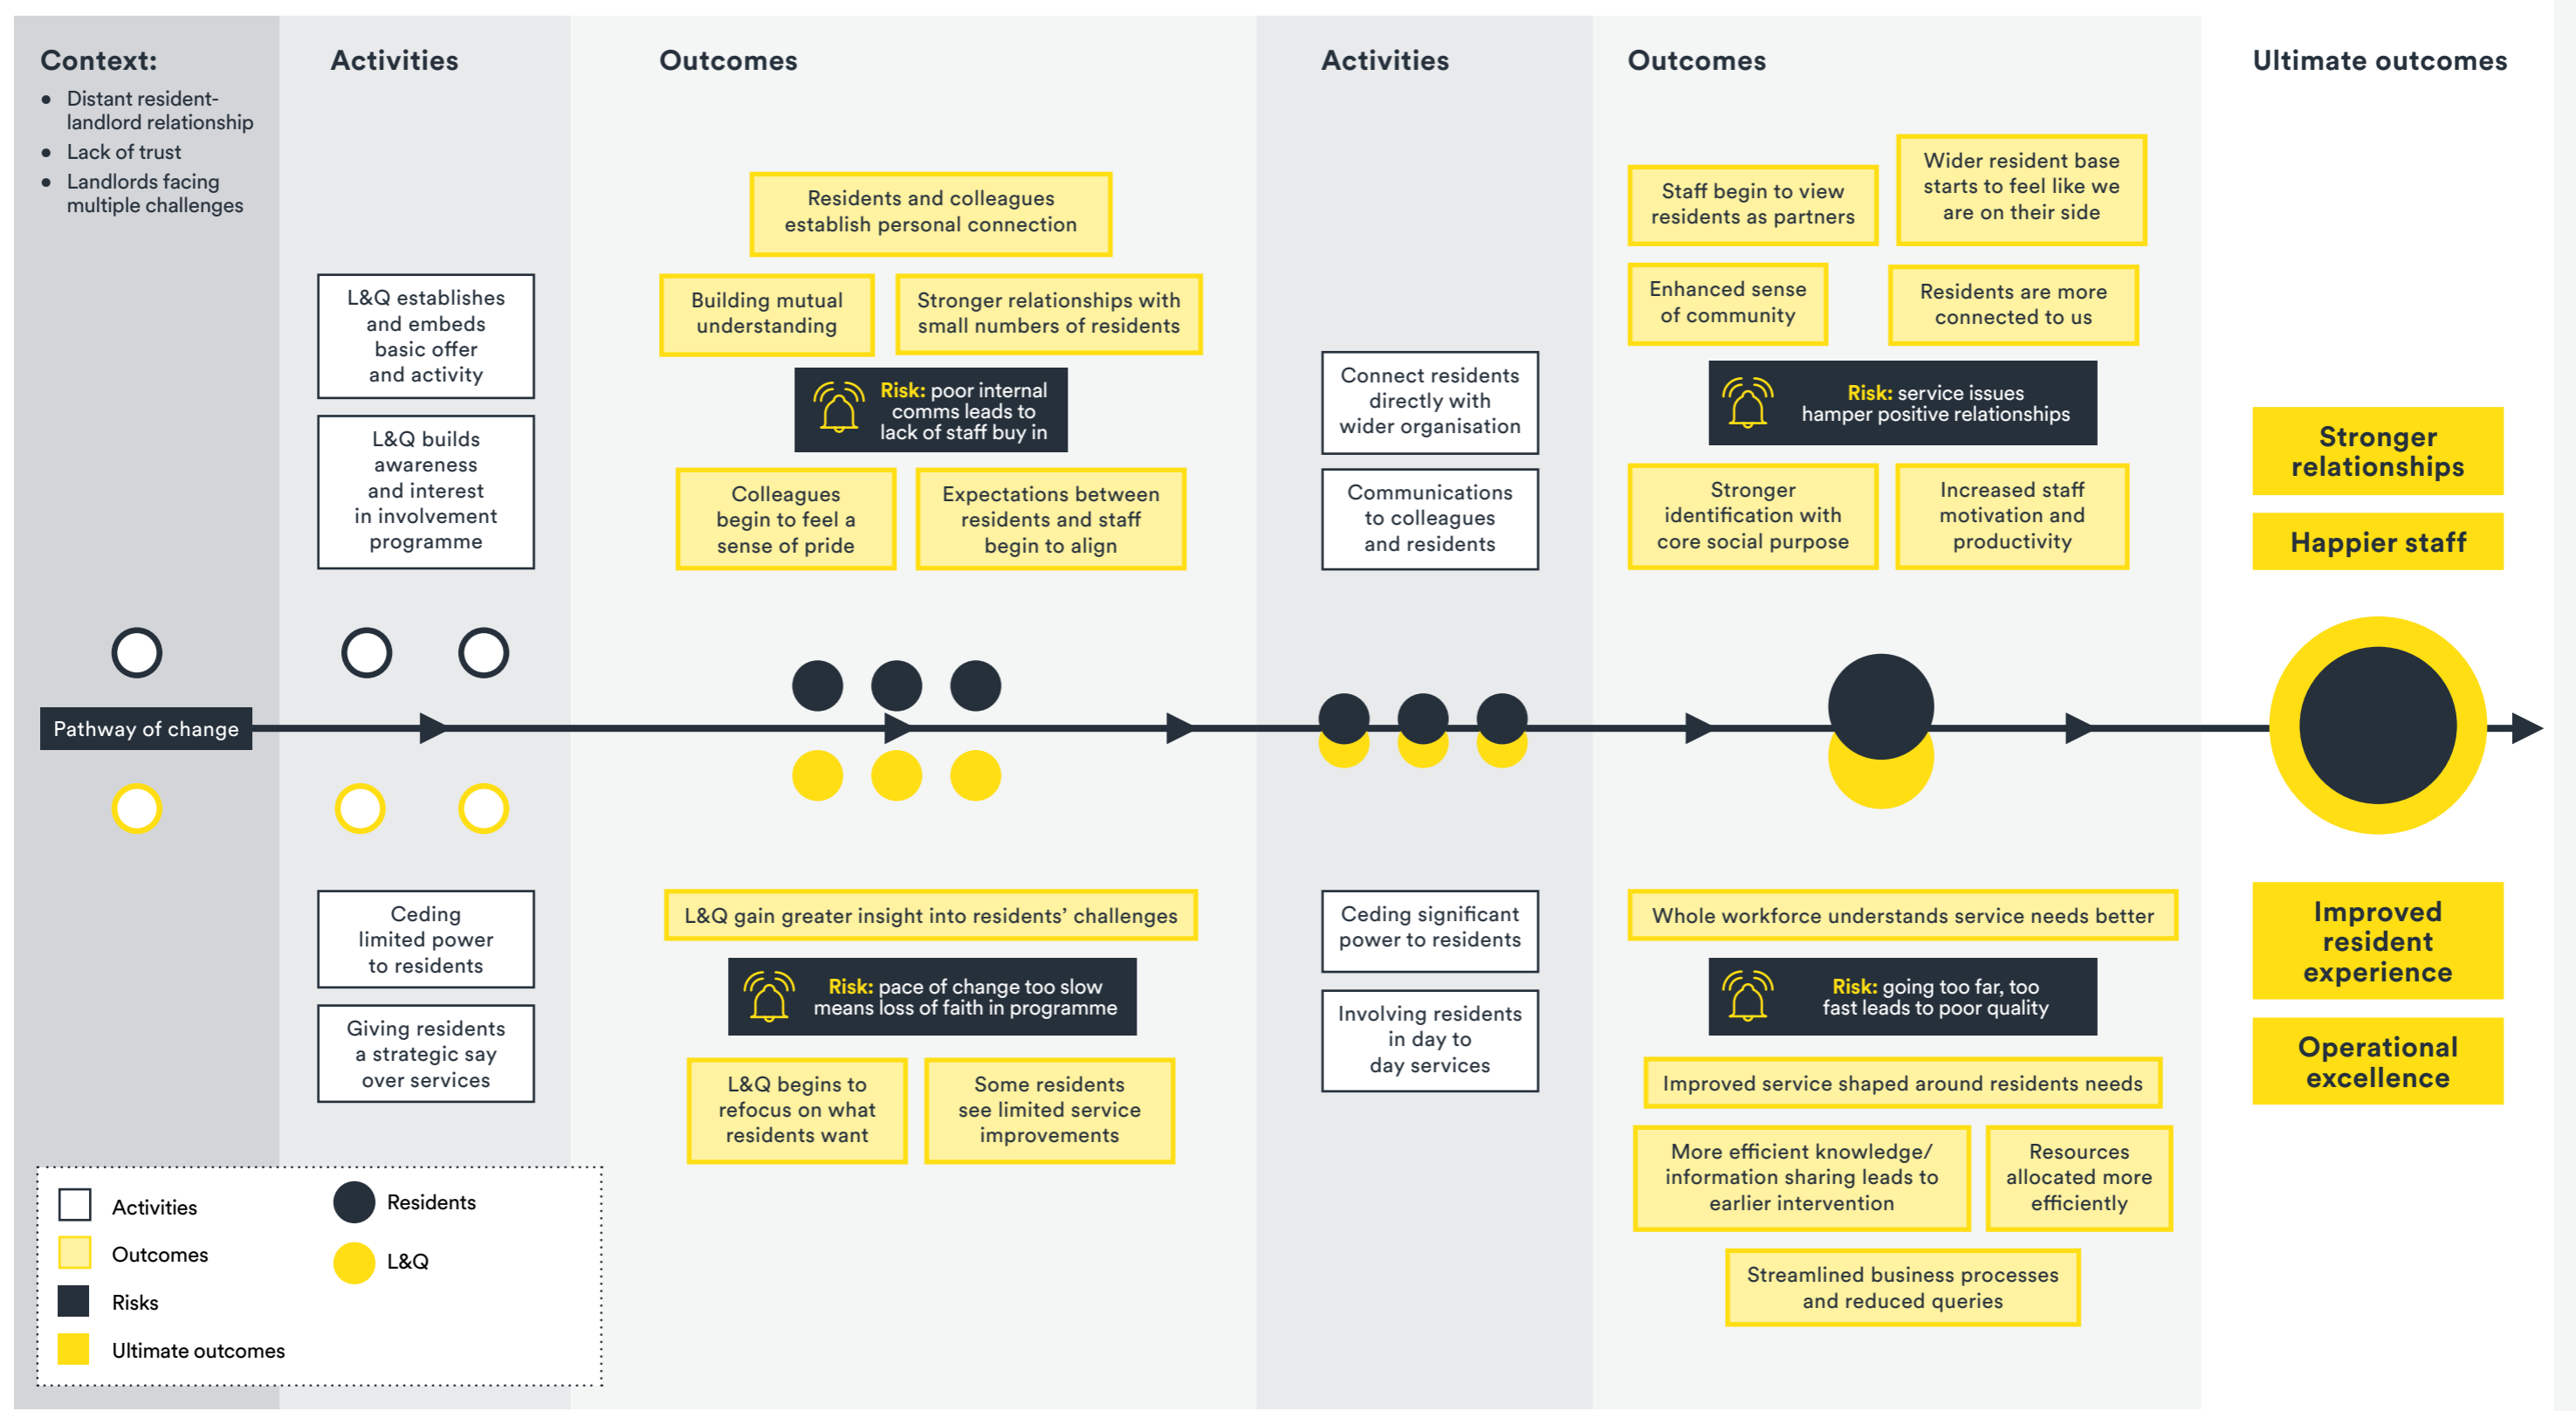 Context:
• Distant resident-
landlord relationship
• Lack of trust
• Landlords facing
multiple challenges
Activities
L&Q establishes
and embeds
basic offer
and activity
L&Q builds
awareness
and interest
in involvement
programme
Outcomes
Residents and colleagues
establish personal connection
Building mutual
understanding
Stronger relationships with
small numbers of residents
Risk: poor internal
comms leads to
lack of staff buy in
Colleagues
begin to feel a
sense of pride
Expectations between
residents and staff
begin to align
Activities
Connect residents
directly with
wider organisation
Communications
to colleagues
and residents
Outcomes
Staff begin to view
residents as partners
Wider resident base
starts to feel like we
are on their side
Enhanced sense
of community
Residents are more
connected to us
Risk: service issues
hamper positive relationships
Stronger
identification with
core social purpose
Increased staff
motivation and
productivity
Ultimate outcomes
Stronger
relationships
Happier staff
Pathway of change
Ceding
limited power
to residents
Giving residents
a strategic say
over services
L&Q gain greater insight into residents’ challenges
Risk: pace of change too slow
means loss of faith in programme
L&Q begins to
refocus on what
residents want
Some residents
see limited service
improvements
Ceding significant
power to residents
Involving residents
in day to
day services
Whole workforce understands service needs better
Risk: going too far, too
fast leads to poor quality
Improved service shaped around residents needs
More efficient knowledge/
information sharing leads to
earlier intervention
Resources
allocated more
efficiently
Streamlined business processes
and reduced queries
Improved
resident
experience
Operational
excellence
Activities
Outcomes
Risks
Ultimate outcomes
Residents
L&Q